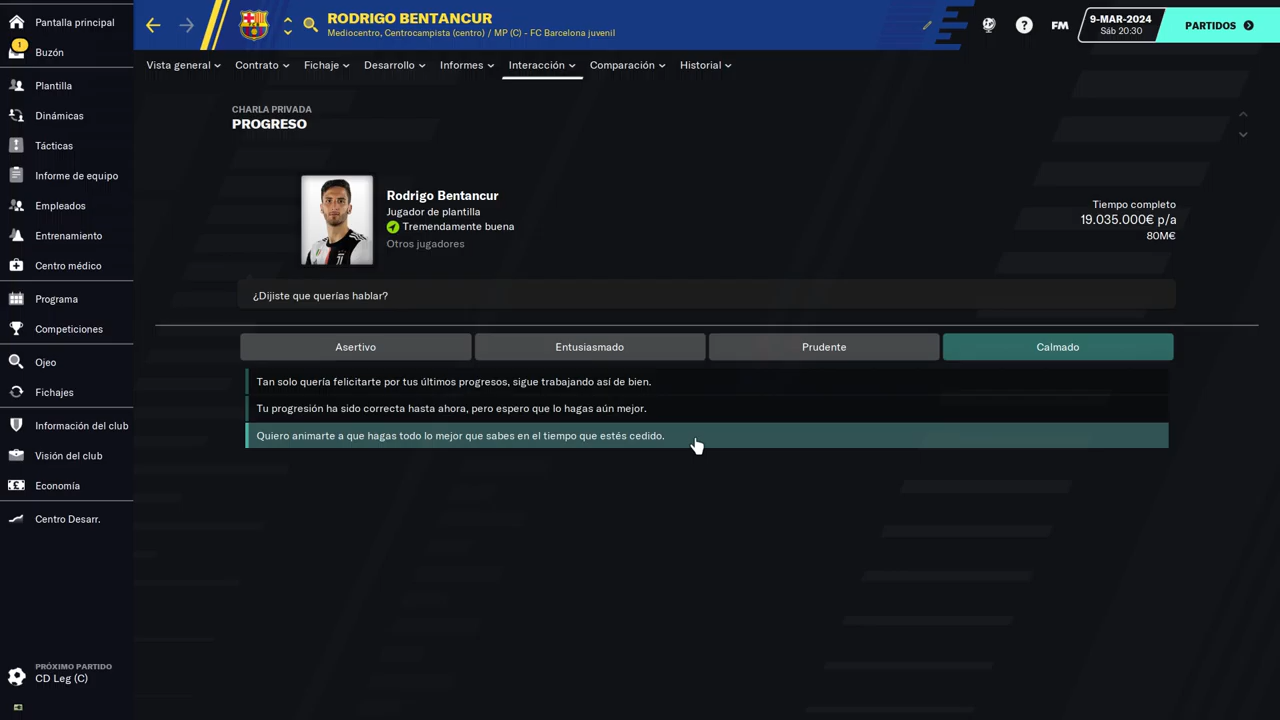 Pantalla principal
1
Buzón
Plantilla
Dinámicas
Tácticas
Informe de equipo
Empleados
Entrenamiento
Centro médico
Programa
Competiciones
Ojeo
Fichajes
Información del club
Visión del club
Economía
Centro Desarr.
PRÓXIMO PARTIDO
CD Leg (C)
RODRIGO BENTANCUR
Mediocentro, Centrocampista (centro) / MP (C) - FC Barcelona juvenil
?
FM
9-MAR-2024
Sáb 20:30
PARTIDOS
Vista general
Contrato
Fichaje
Desarrollo
Informes
Interacción
Comparación
Historial
CHARLA PRIVADA
PROGRESO
Rodrigo Bentancur
Jugador de plantilla
Tremendamente buena
Otros jugadores
Tiempo completo
19.035.000€ p/a
80M€
¿Dijiste que querías hablar?
Asertivo
Entusiasmado
Prudente
Calmado
Tan solo quería felicitarte por tus últimos progresos, sigue trabajando así de bien.
Tu progresión ha sido correcta hasta ahora, pero espero que lo hagas aún mejor.
Quiero animarte a que hagas todo lo mejor que sabes en el tiempo que estés cedido.